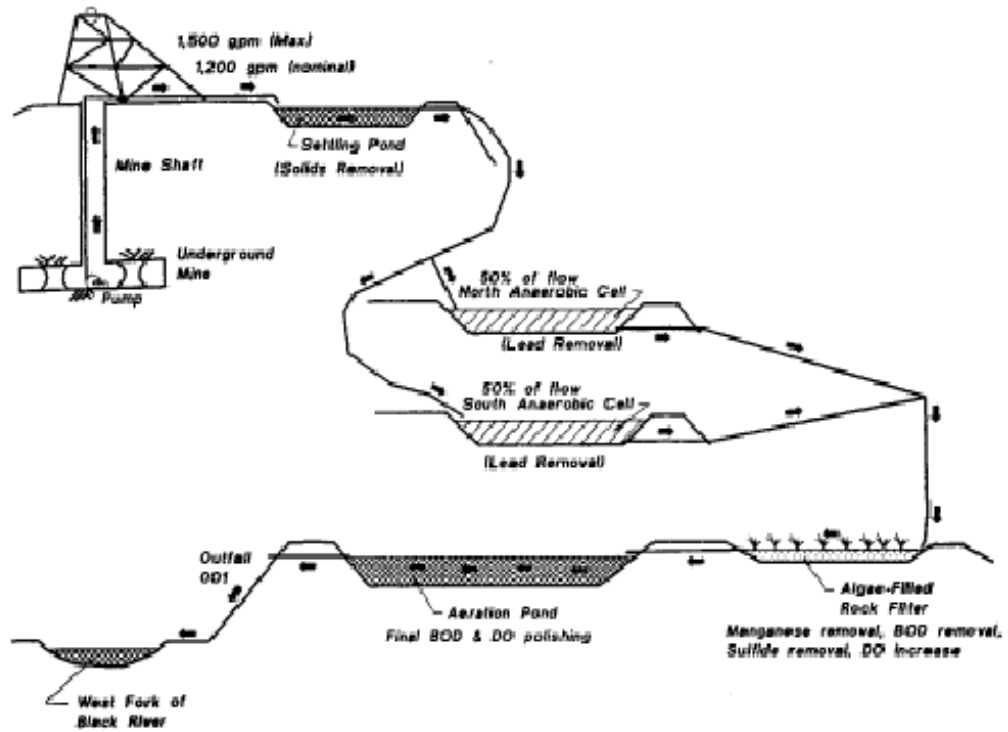 1,500 gpm (Max.)
1,200 gpm (nominal)
Settling Pond
(Solids Removal)
Mine Shaft
Underground
Mine
Pump
50% of flow
North Anaerobic Cell
(Lead Removal)
50% of flow
South Anaerobic Cell
(Lead Removal)
Outfall
001
Aeration Pond
Final BOD & DO polishing
Algae-Filled
Rock Filter
Manganese removal, BOD removal,
Sulfide removal, DO increase
West Fork of
Black River